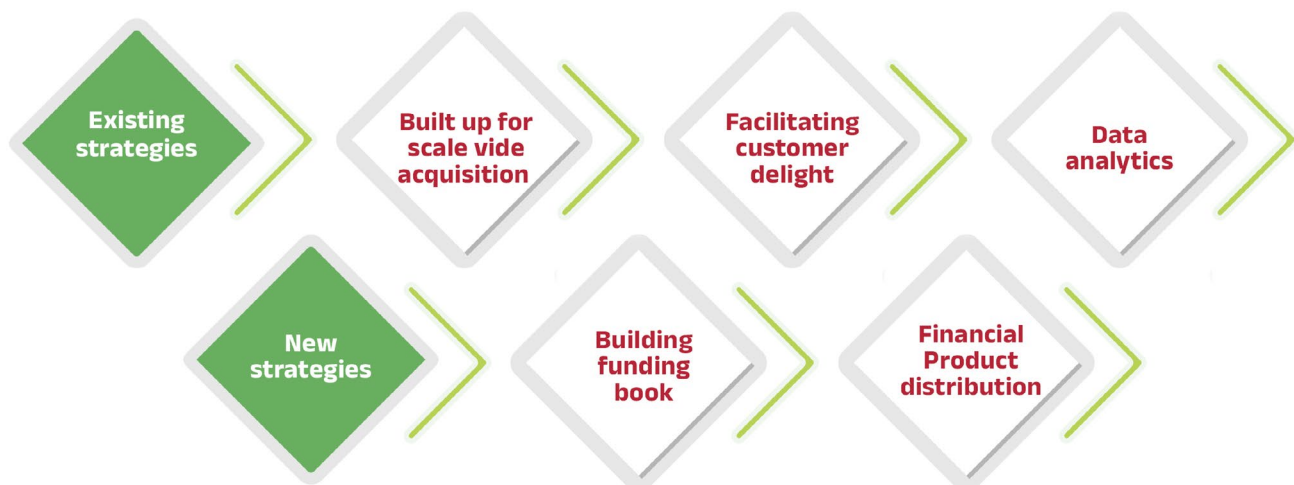 Existing
strategies
Built up for
scale vide
acquisition
Facilitating
customer
delight
Data
analytics
New
strategies
Building
funding
book
Financial
Product
distribution